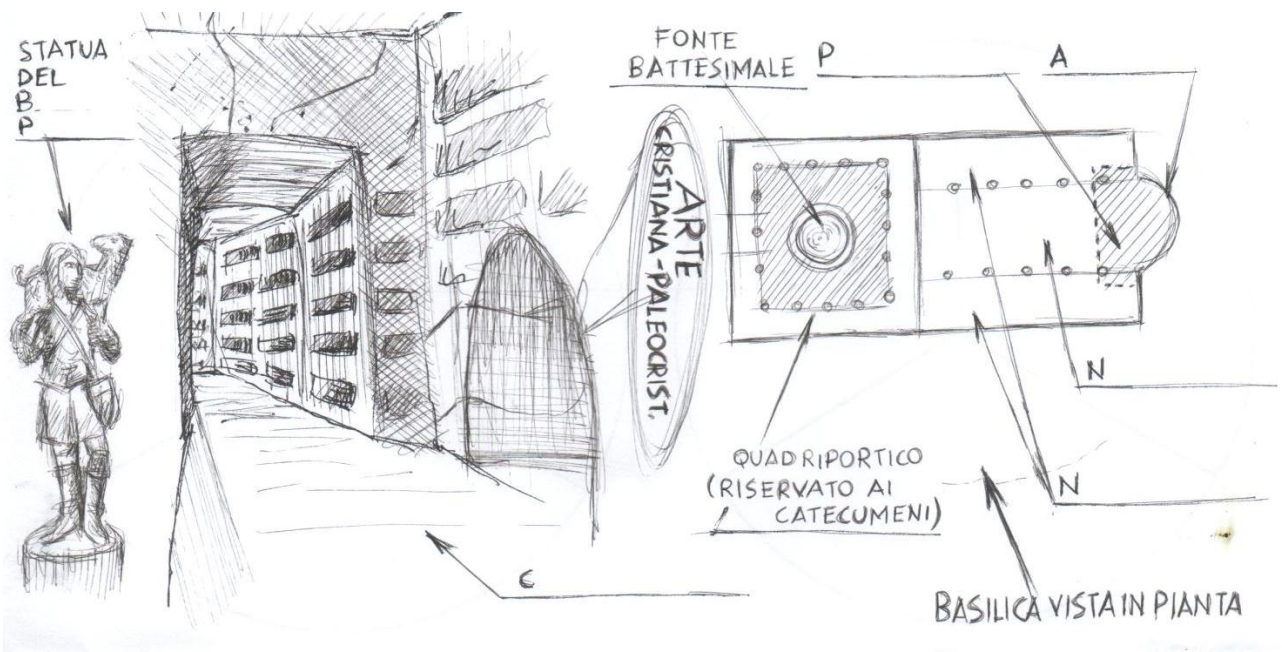 STATUA
DEL
B
P
FONTE
BATTESIMALE
P
A
ARTE
CRISTIANA-PALEOCRIST.
N
QUADRIPORTICO
(RISERVATO AI
CATECUMENI)
N
C
BASILICA VISTA IN PIANTA